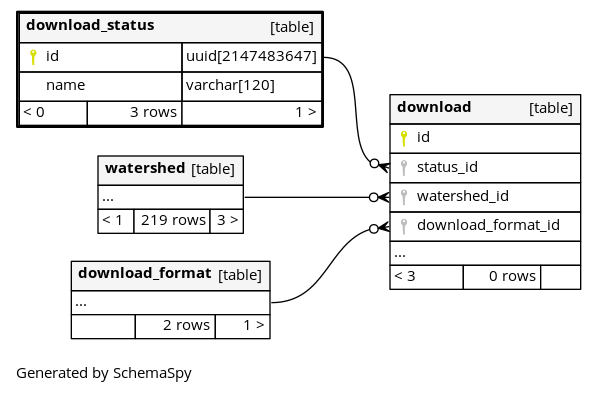 download_status [table]
id uuid[2147483647]
name varchar[120]
< 0 3 rows 1 >
watershed [table]
...
< 1 219 rows 3 >
download_format [table]
...
2 rows 1 >
download [table]
id
status_id
watershed_id
download_format_id
...
< 3 0 rows
Generated by SchemaSpy